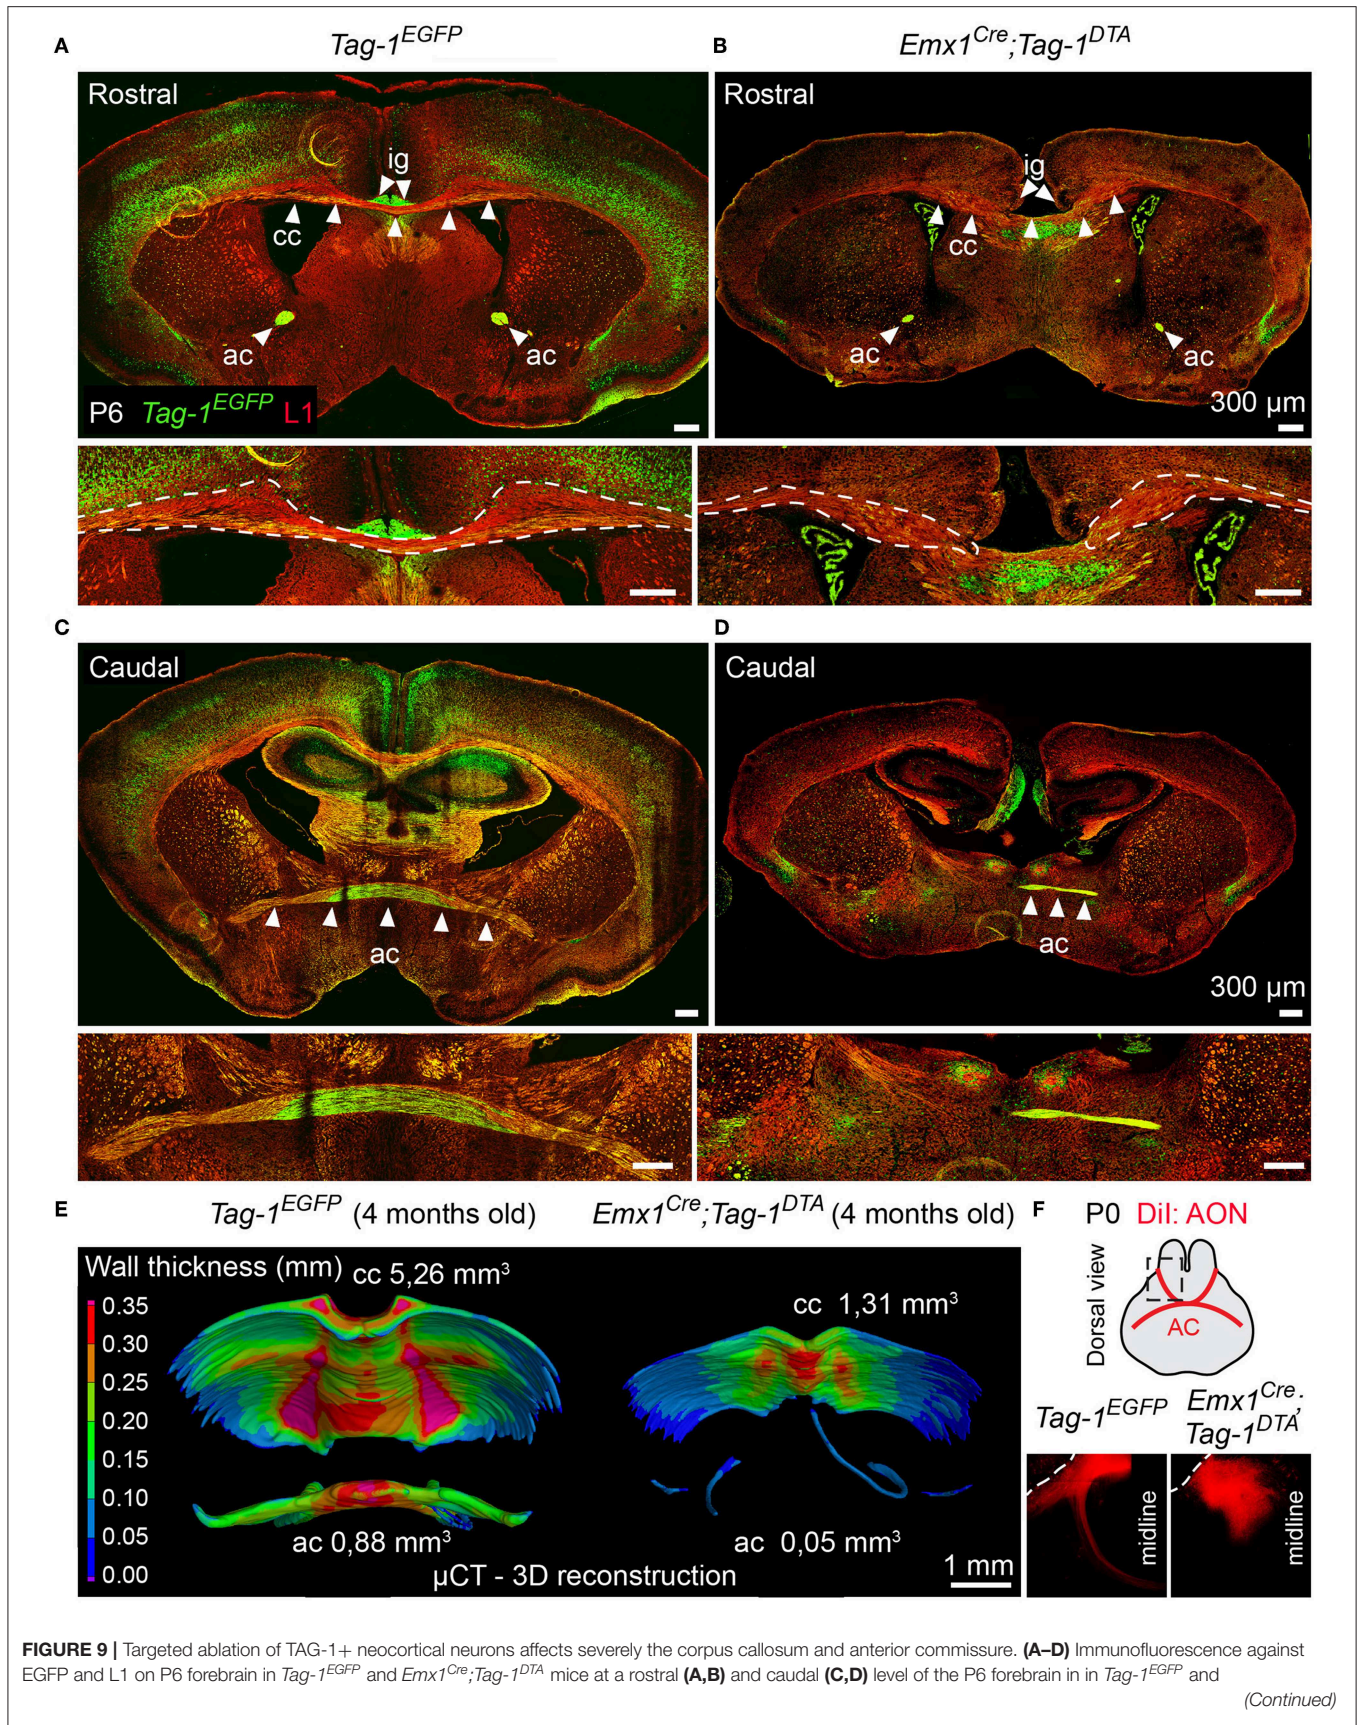 A
Tag-1EGFP
B
Emx1Cre;Tag-1DTA
Rostral
ig
cc
ac
ac
P6 Tag-1EGFP L1
Rostral
ig
cc
ac
ac
300 µm
C
D
Caudal
ac
Caudal
ac
300 µm
E
Tag-1EGFP (4 months old)
Emx1Cre;Tag-1DTA (4 months old)
Wall thickness (mm)
cc 5,26 mm3
0.35
0.30
0.25
0.20
0.15
0.10
0.05
0.00
ac 0,88 mm3
cc 1,31 mm3
ac 0,05 mm3
µCT - 3D reconstruction
1 mm
F
P0 DiI: AON
Dorsal view
AC
Tag-1EGFP
Emx1Cre;
Tag-1DTA
midline
midline
FIGURE 9 | Targeted ablation of TAG-1+ neocortical neurons affects severely the corpus callosum and anterior commissure. (A–D) Immunofluorescence against
EGFP and L1 on P6 forebrain in Tag-1EGFP and Emx1Cre;Tag-1DTA mice at a rostral (A,B) and caudal (C,D) level of the P6 forebrain in in Tag-1EGFP and
(Continued)